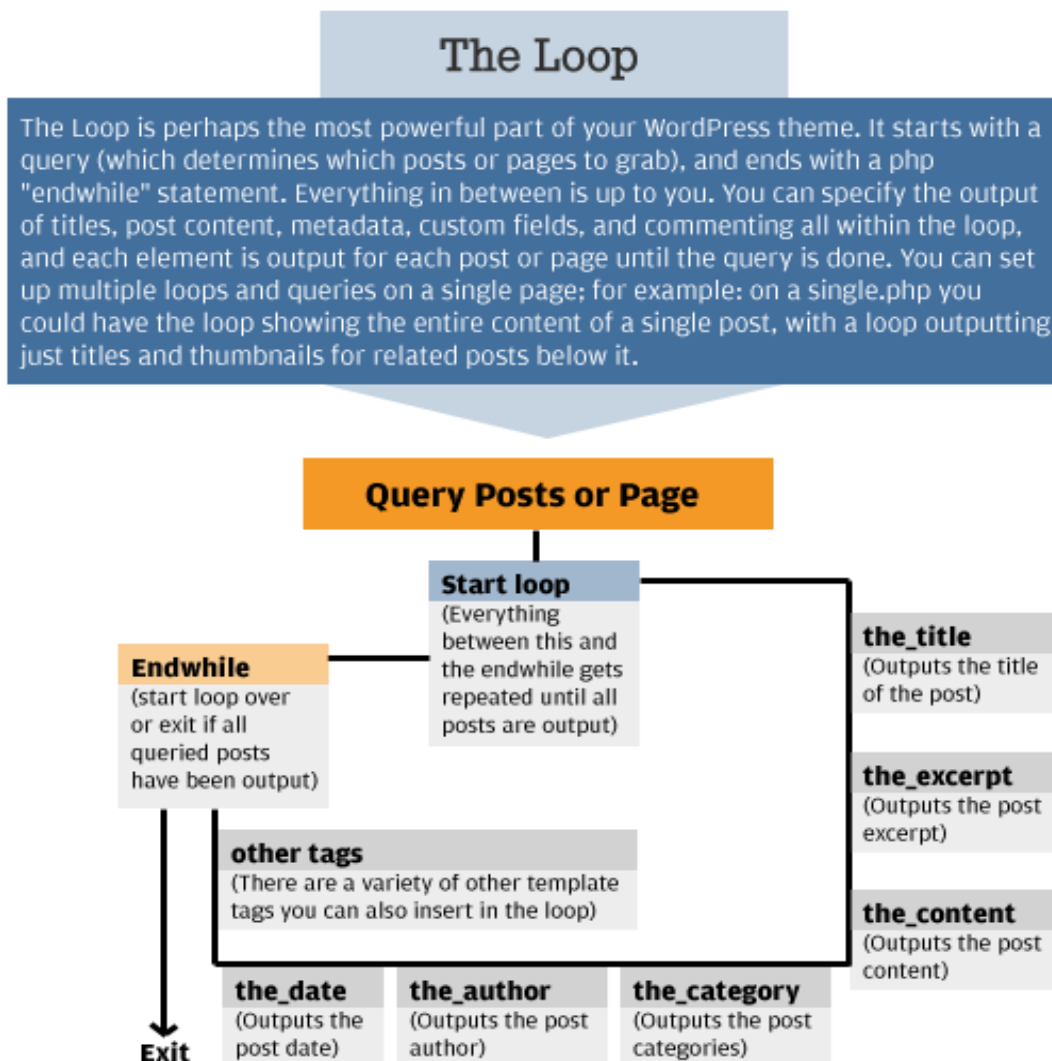 The Loop
The Loop is perhaps the most powerful part of your WordPress theme. It starts with a
query (which determines which posts or pages to grab), and ends with a php
"endwhile" statement. Everything in between is up to you. You can specify the output
of titles, post content, metadata, custom fields, and commenting all within the loop,
and each element is output for each post or page until the query is done. You can set
up multiple loops and queries on a single page; for example: on a single.php you
could have the loop showing the entire content of a single post, with a loop outputting
just titles and thumbnails for related posts below it.
Query Posts or Page
Start loop
(Everything
between this and
the endwhile gets
repeated until all
posts are output)
the_title
(Outputs the title
of the post)
the_excerpt
(Outputs the post
excerpt)
the_content
(Outputs the post
content)
the_category
(Outputs the post
categories)
the_author
(Outputs the post
author)
the_date
(Outputs the
post date)
other tags
(There are a variety of other template
tags you can also insert in the loop)
Endwhile
(start loop over
or exit if all
queried posts
have been output)
Exit